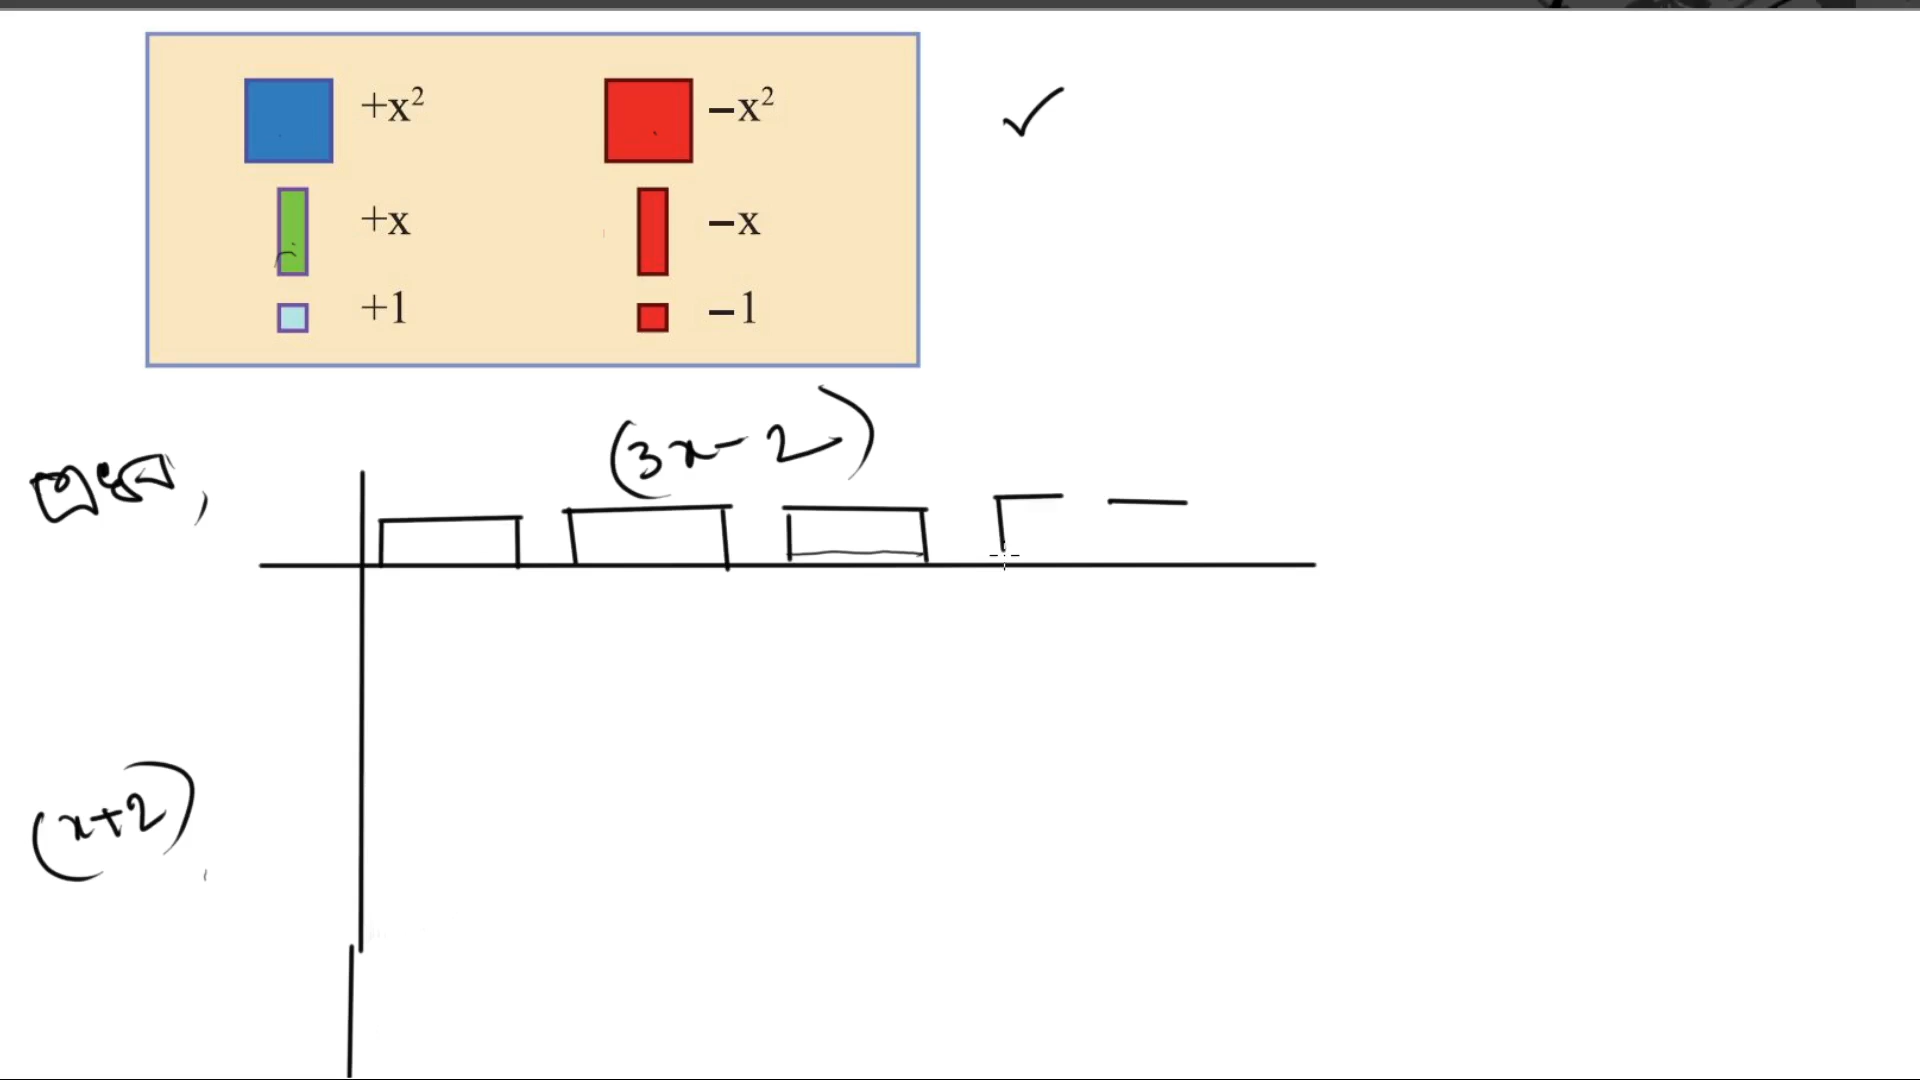 +x² −x²
+x −x
+1 −1
(3x-2)
(x+2)